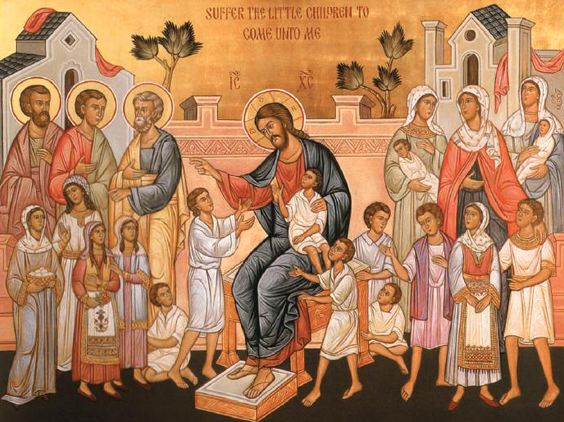 SUFFER THE LITTLE CHILDREN TO
COME UNTO ME
IC XC